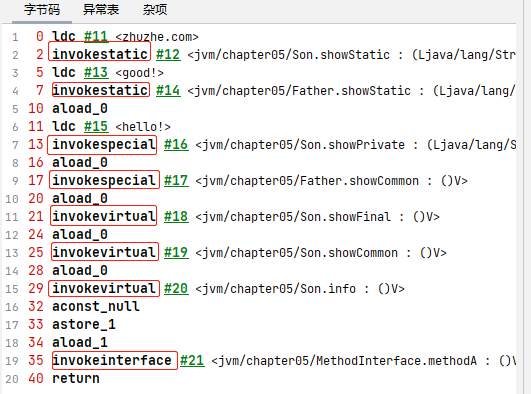 字节码 异常表 杂项
1 0 ldc #11 <zhuzhe.com>
2 2 invokestatic #12 <jvm/chapter05/Son.showStatic : (Ljava/lang/Str
3 5 ldc #13 <good!>
4 7 invokestatic #14 <jvm/chapter05/Father.showStatic : (Ljava/lang/
5 10 aload_0
6 11 ldc #15 <hello!>
7 13 invokespecial #16 <jvm/chapter05/Son.showPrivate : (Ljava/lang/S
8 16 aload_0
9 17 invokespecial #17 <jvm/chapter05/Father.showCommon : ()V>
10 20 aload_0
11 21 invokevirtual #18 <jvm/chapter05/Son.showFinal : ()V>
12 24 aload_0
13 25 invokevirtual #19 <jvm/chapter05/Son.showCommon : ()V>
14 28 aload_0
15 29 invokevirtual #20 <jvm/chapter05/Son.info : ()V>
16 32 aconst_null
17 33 astore_1
18 34 aload_1
19 35 invokeinterface #21 <jvm/chapter05/MethodInterface.methodA : ()V
20 40 return